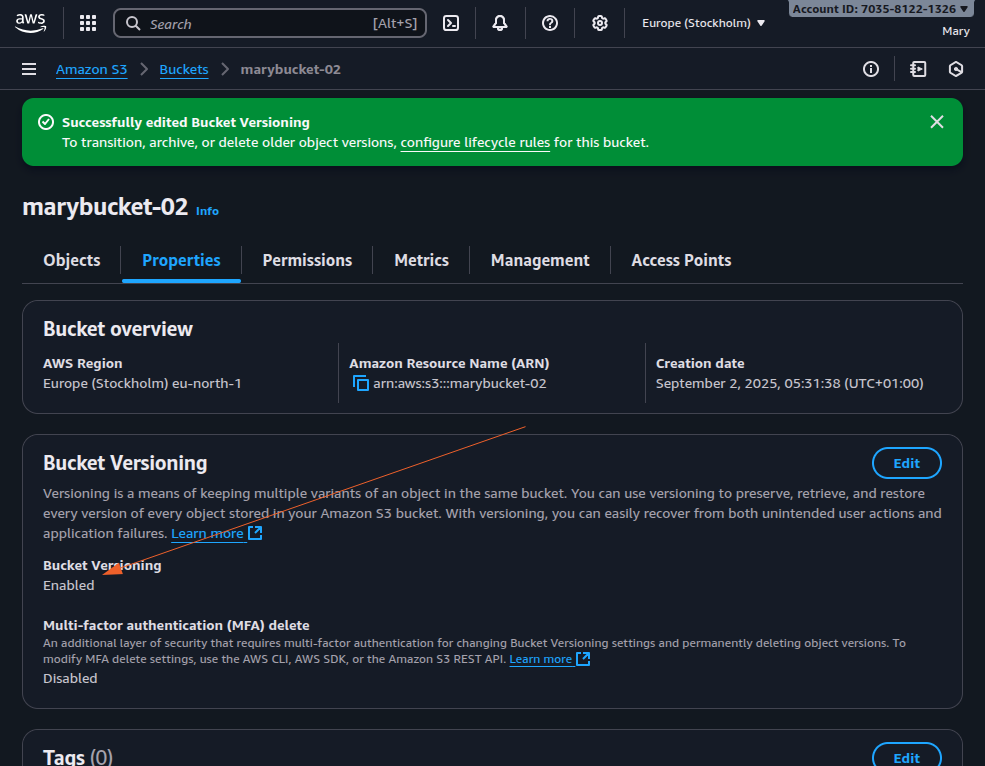 aws
Search [Alt+S]
Europe (Stockholm)
Account ID: 7035-8122-1326
Mary
Amazon S3 Buckets marybucket-02
Successfully edited Bucket Versioning
To transition, archive, or delete older object versions, configure lifecycle rules for this bucket.
marybucket-02 Info
Objects Properties Permissions Metrics Management Access Points
Bucket overview
AWS Region
Europe (Stockholm) eu-north-1
Amazon Resource Name (ARN)
arn:aws:s3:::marybucket-02
Creation date
September 2, 2025, 05:31:38 (UTC+01:00)
Bucket Versioning
Edit
Versioning is a means of keeping multiple variants of an object in the same bucket. You can use versioning to preserve, retrieve, and restore
every version of every object stored in your Amazon S3 bucket. With versioning, you can easily recover from both unintended user actions and
application failures. Learn more
Bucket Versioning
Enabled
Multi-factor authentication (MFA) delete
An additional layer of security that requires multi-factor authentication for changing Bucket Versioning settings and permanently deleting object versions. To
modify MFA delete settings, use the AWS CLI, AWS SDK, or the Amazon S3 REST API. Learn more
Disabled
Tags (0)
Edit